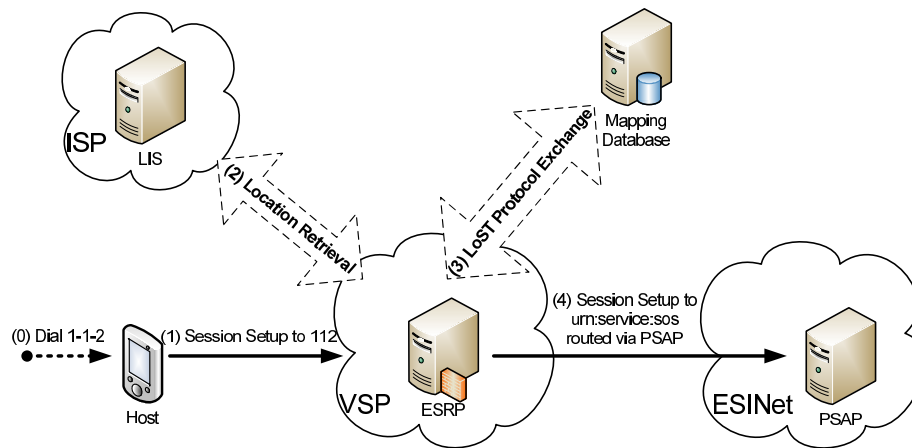 ISP
LIS
Mapping
Database
(2) Location Retrieval
(3) LoST Protocol Exchange
(0) Dial 1-1-2
(1) Session Setup to 112
(4) Session Setup to
urn:service:sos
routed via PSAP
Host
VSP
ESRP
ESINet
PSAP